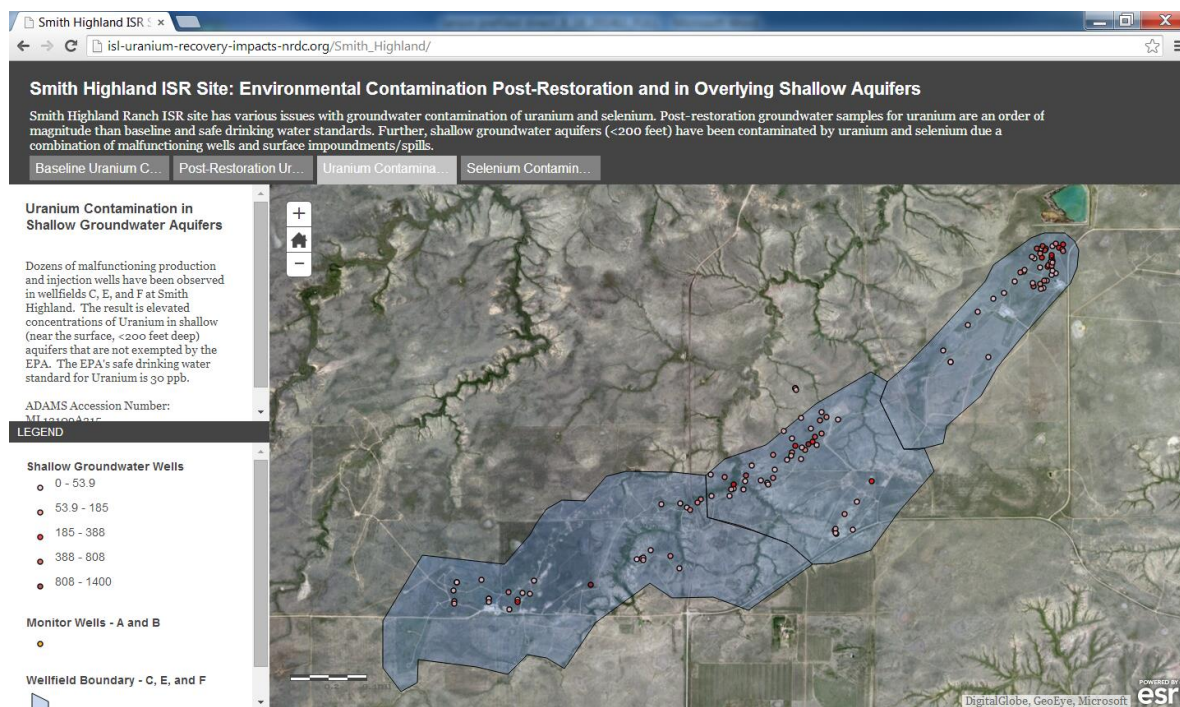 Smith Highland ISR S
isl-uranium-recovery-impacts-nrdc.org/Smith_Highland/
Smith Highland ISR Site: Environmental Contamination Post-Restoration and in Overlying Shallow Aquifers
Smith Highland Ranch ISR site has various issues with groundwater contamination of uranium and selenium. Post-restoration groundwater samples for uranium are an order of
magnitude than baseline and safe drinking water standards. Further, shallow groundwater aquifers (<200 feet) have been contaminated by uranium and selenium due a
combination of malfunctioning wells and surface impoundments/spills.
Baseline Uranium C... Post-Restoration Ur... Uranium Contamina... Selenium Contamin...
Uranium Contamination in
Shallow Groundwater Aquifers
Dozens of malfunctioning production
and injection wells have been observed
in wellfields C, E, and F at Smith
Highland. The result is elevated
concentrations of Uranium in shallow
(near the surface, <200 feet deep)
aquifers that are not exempted by the
EPA. The EPA's safe drinking water
standard for Uranium is 30 ppb.
ADAMS Accession Number:
LEGEND
Shallow Groundwater Wells
0 - 53.9
53.9 - 185
185 - 388
388 - 808
808 - 1400
Monitor Wells - A and B
Wellfield Boundary - C, E, and F
+
−
POWERED BY
esri
DigitalGlobe, GeoEye, Microsoft